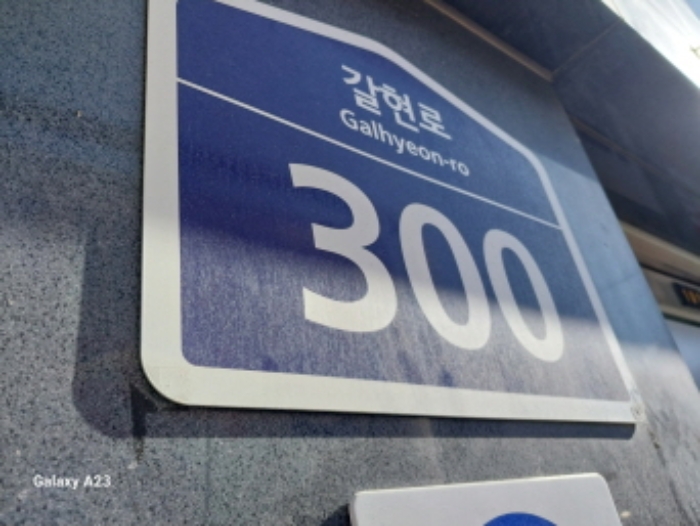 갈현로
Galhyeon-ro
300
Galaxy A23